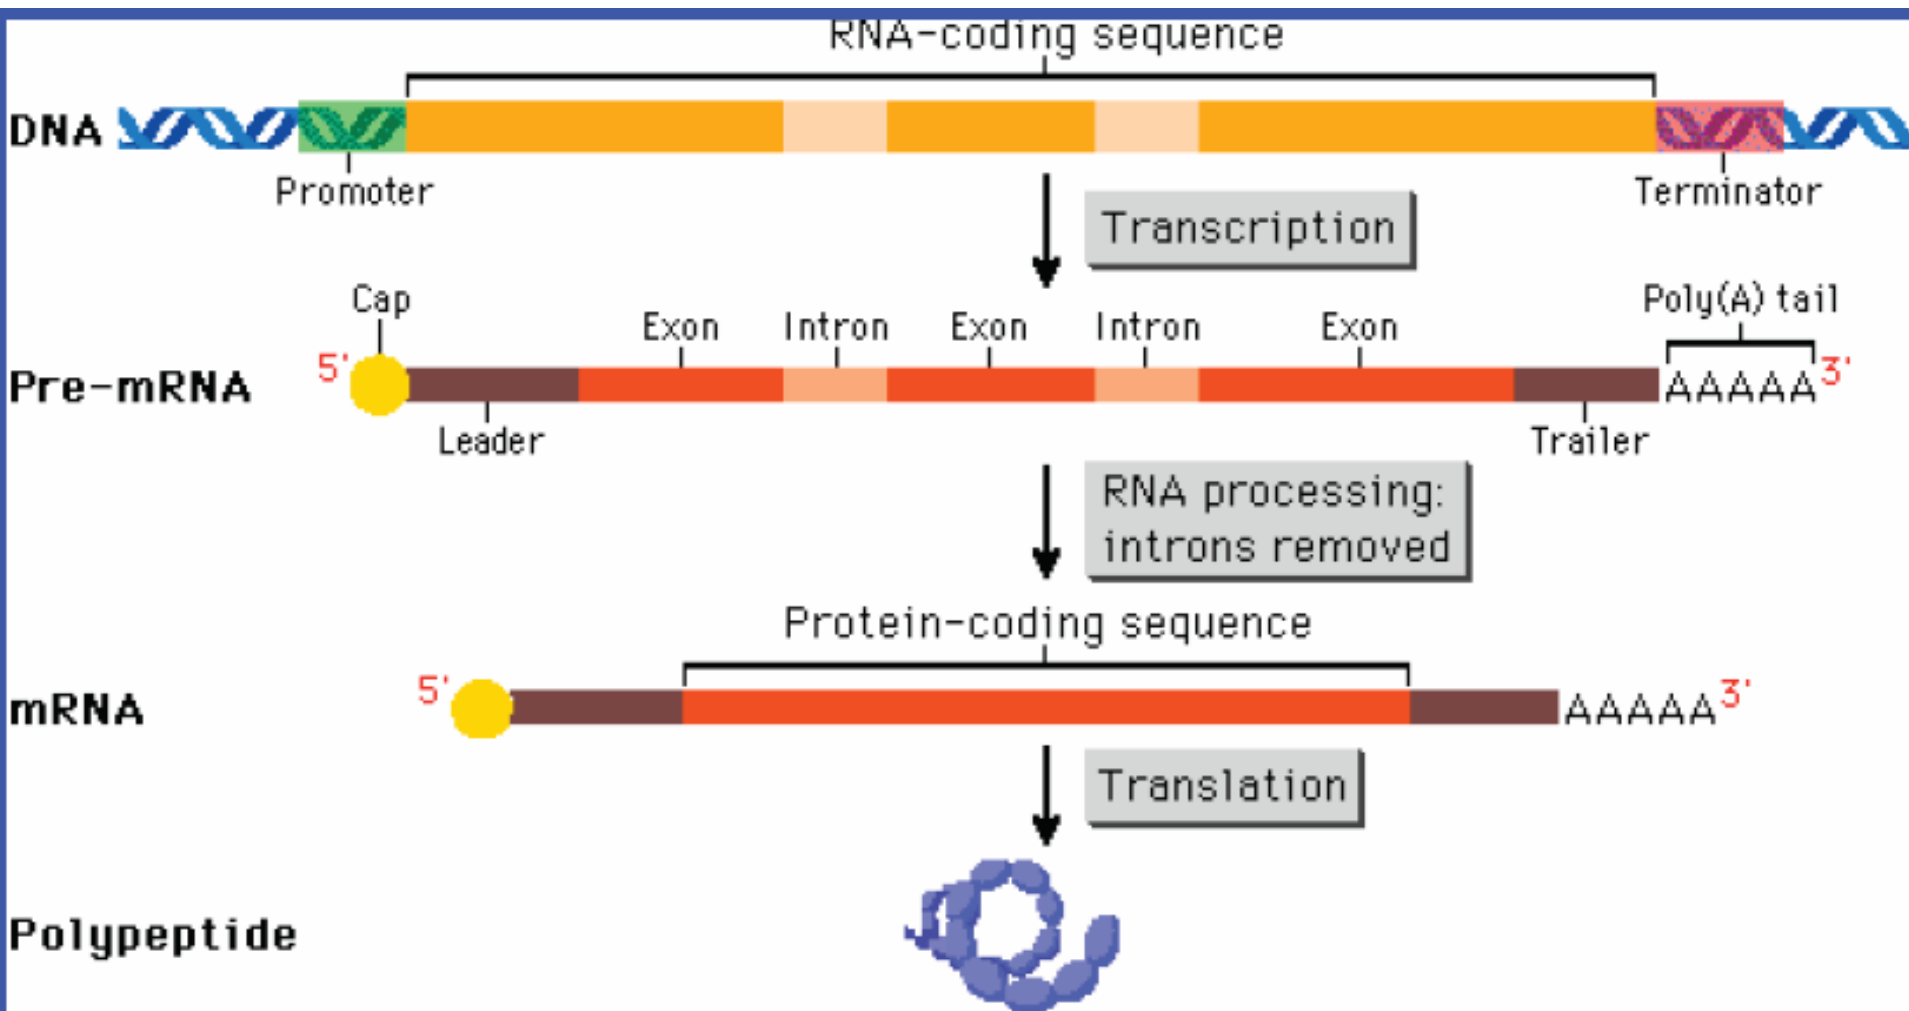 RNA-coding sequence
DNA
Promoter
Terminator
Transcription
Cap
Poly(A) tail
Exon Intron Exon Intron Exon
5'
3'
Pre-mRNA
AAAAA
Leader
Trailer
RNA processing:
introns removed
Protein-coding sequence
5'
3'
mRNA
AAAAA
Translation
Polypeptide